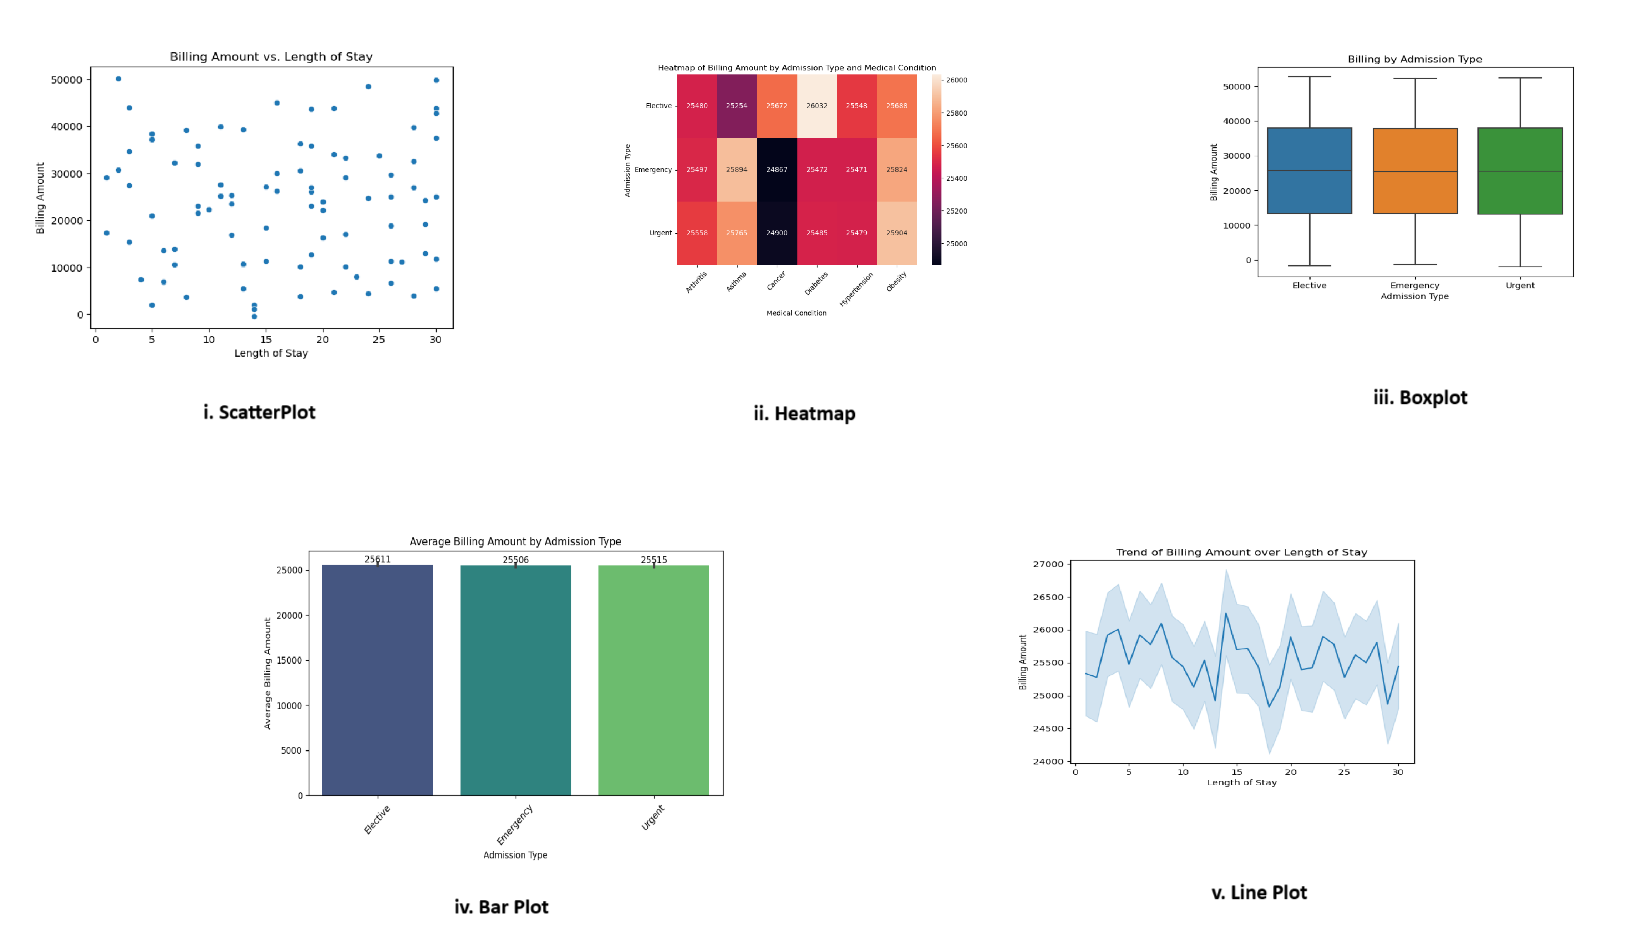 Billing Amount vs. Length of Stay
50000
40000
30000
20000
10000
0
Billing Amount
0 5 10 15 20 25 30
Length of Stay
i. ScatterPlot
Heatmap of Billing Amount by Admission Type and Medical Condition
Admission Type
Elective 25480 25254 25672 26032 25548 25688
Emergency 25497 25894 24867 25472 25471 25824
Urgent 25556 25765 24900 25485 25479 25904
Arthritis Asthma Cancer Diabetes Hypertension Obesity
Medical Condition
26000
25800
25600
25400
25200
25000
ii. Heatmap
Billing by Admission Type
50000
40000
30000
20000
10000
0
Billing Amount
Elective Emergency Urgent
Admission Type
iii. Boxplot
Average Billing Amount by Admission Type
25611 25506 25515
25000
20000
15000
10000
5000
0
Average Billing Amount
Elective Emergency Urgent
Admission Type
iv. Bar Plot
Trend of Billing Amount over Length of Stay
27000
26500
26000
25500
25000
24500
24000
Billing Amount
0 5 10 15 20 25 30
Length of Stay
v. Line Plot